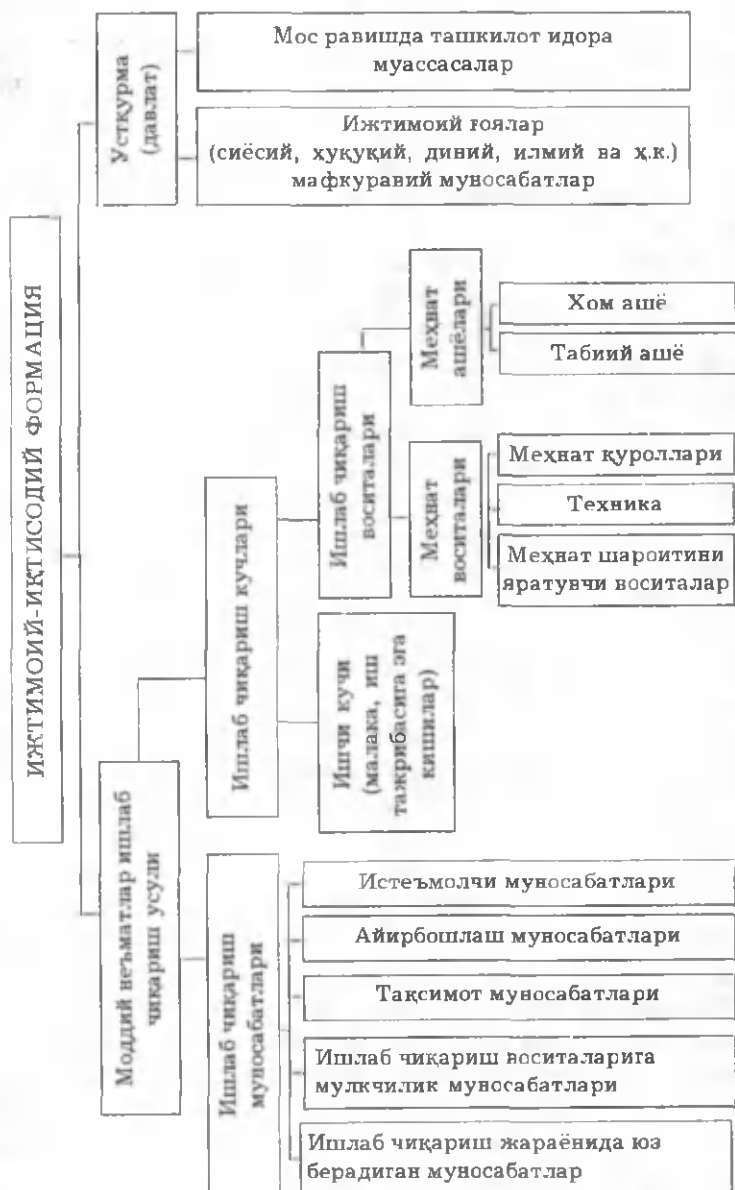 ИЖТИМОИЙ-ИҚТИСОДИЙ ФОРМАЦИЯ
Устқурма
(давлат)
Мос равишда ташкилот идора
муассасалар
Ижтимоий ғоялар
(сиёсий, хуқуқий, диний, илмий ва ҳ.к.)
мафкуравий муносабатлар
Моддий неъматлар ишлаб
чиқариш усули
Ишлаб чиқариш кучлари
Ишлаб чиқариш
воситалари
Меҳнат
ашёлари
Хом ашё
Табиий ашё
Меҳнат
воситалари
Меҳнат қуроллари
Техника
Меҳнат шароитини
яратувчи воситалар
Ишчи кучи
(малака, иш
тажрибасига эга
кишилар)
Ишлаб чиқариш
муносабатлари
Истеъмолчи муносабатлари
Айирбошлаш муносабатлари
Тақсимот муносабатлари
Ишлаб чиқариш воситаларига
мулкчилик муносабатлари
Ишлаб чиқариш жараёнида юз
берадиган муносабатлар